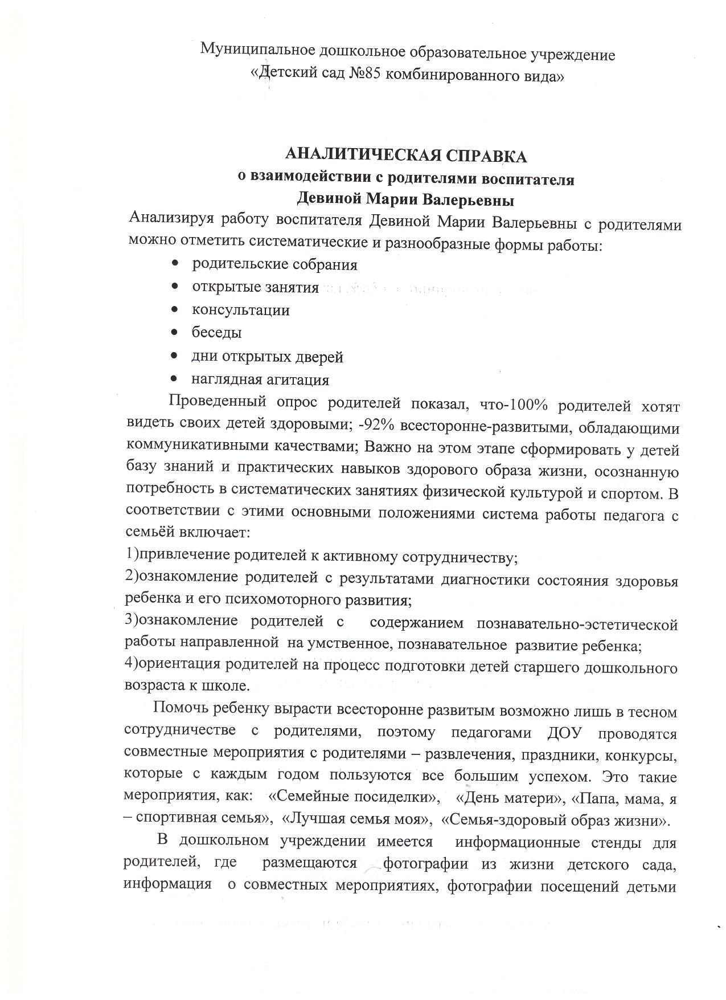 Муниципальное дошкольное образовательное учреждение
«Детский сад №85 комбинированного вида»
АНАЛИТИЧЕСКАЯ СПРАВКА
о взаимодействии с родителями воспитателя
Девиной Марии Валерьевны
Анализируя работу воспитателя Девиной Марии Валерьевны с родителями
можно отметить систематические и разнообразные формы работы:
• родительские собрания
• открытые занятия
• консультации
• беседы
• дни открытых дверей
• наглядная агитация
Проведенный опрос родителей показал, что-100% родителей хотят
видеть своих детей здоровыми; -92% всесторонне-развитыми, обладающими
коммуникативными качествами; Важно на этом этапе сформировать у детей
базу знаний и практических навыков здорового образа жизни, осознанную
потребность в систематических занятиях физической культурой и спортом. В
соответствии с этими основными положениями система работы педагога с
семьёй включает:
1)привлечение родителей к активному сотрудничеству;
2)ознакомление родителей с результатами диагностики состояния здоровья
ребенка и его психомоторного развития;
3)ознакомление родителей с содержанием познавательно-эстетической
работы направленной на умственное, познавательное развитие ребенка;
4)ориентация родителей на процесс подготовки детей старшего дошкольного
возраста к школе.
Помочь ребенку вырасти всесторонне развитым возможно лишь в тесном
сотрудничестве с родителями, поэтому педагогами ДОУ проводятся
совместные мероприятия с родителями – развлечения, праздники, конкурсы,
которые с каждым годом пользуются все большим успехом. Это такие
мероприятия, как: «Семейные посиделки», «День матери», «Папа, мама, я
– спортивная семья», «Лучшая семья моя», «Семья-здоровый образ жизни».
В дошкольном учреждении имеется информационные стенды для
родителей, где размещаются фотографии из жизни детского сада,
информация о совместных мероприятиях, фотографии посещений детьми